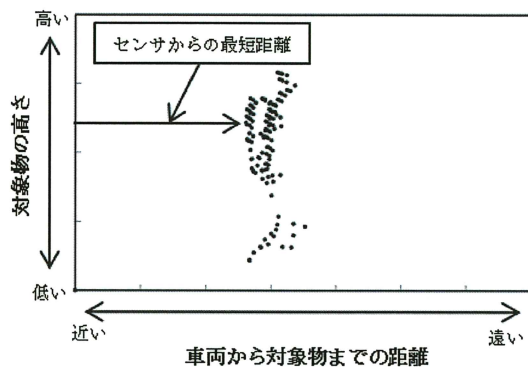 高い
センサからの最短距離
対象物の高さ
低い
近い
遠い
車両から対象物までの距離